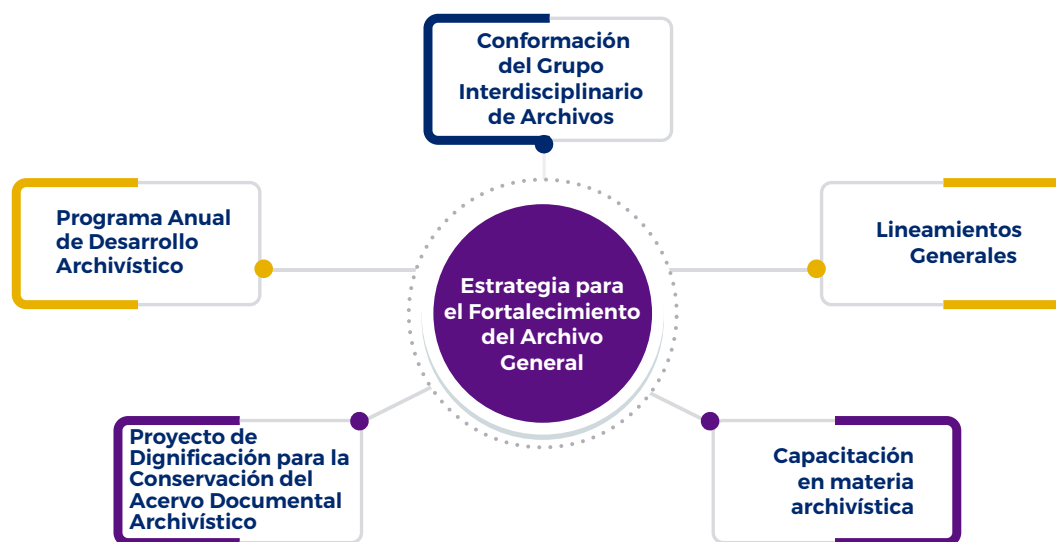 Conformación
del Grupo
Interdisciplinario
de Archivos
Programa Anual
de Desarrollo
Archivístico
Lineamientos
Generales
Estrategia para
el Fortalecimiento
del Archivo
General
Proyecto de
Dignificación para la
Conservación del
Acervo Documental
Archivístico
Capacitación
en materia
archivística